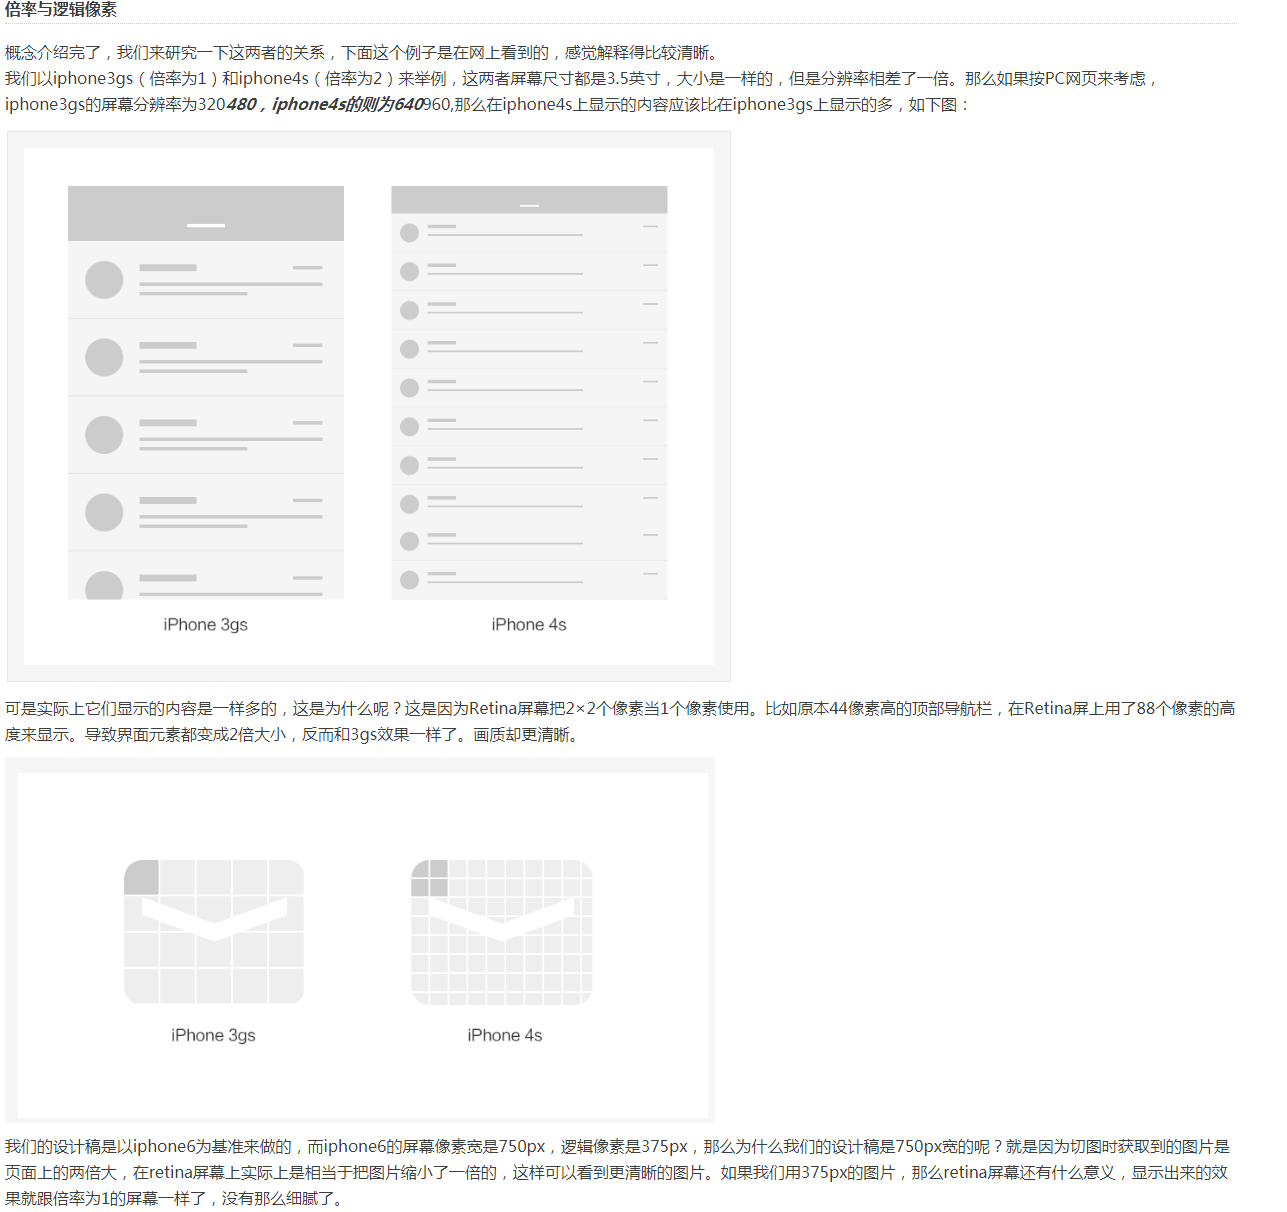 倍率与逻辑像素
概念介绍完了，我们来研究一下这两者的关系，下面这个例子是在网上看到的，感觉解释得比较清晰。
我们以iphone3gs（倍率为1）和iphone4s（倍率为2）来举例，这两者屏幕尺寸都是3.5英寸，大小是一样的，但是分辨率相差了一倍。那么如果按PC网页来考虑，
iphone3gs的屏幕分辨率为320480，iphone4s的则为640960,那么在iphone4s上显示的内容应该比在iphone3gs上显示的多，如下图：
iPhone 3gs
iPhone 4s
可是实际上它们显示的内容是一样多的，这是为什么呢？这是因为Retina屏幕把2×2个像素当1个像素使用。比如原本44像素高的顶部导航栏，在Retina屏上用了88个像素的高
度来显示。导致界面元素都变成2倍大小，反而和3gs效果一样了。画质却更清晰。
iPhone 3gs
iPhone 4s
我们的设计稿是以iphone6为基准来做的，而iphone6的屏幕像素宽是750px，逻辑像素是375px，那么为什么我们的设计稿是750px宽的呢？就是因为切图时获取到的图片是
页面上的两倍大，在retina屏幕上实际上是相当于把图片缩小了一倍的，这样可以看到更清晰的图片。如果我们用375px的图片，那么retina屏幕还有什么意义，显示出来的效
果就跟倍率为1的屏幕一样了，没有那么细腻了。